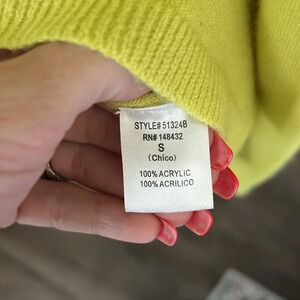 STYLE# 51324B
RN# 148432
S
(Chico)
100% ACRYLIC
100% ACRILICO